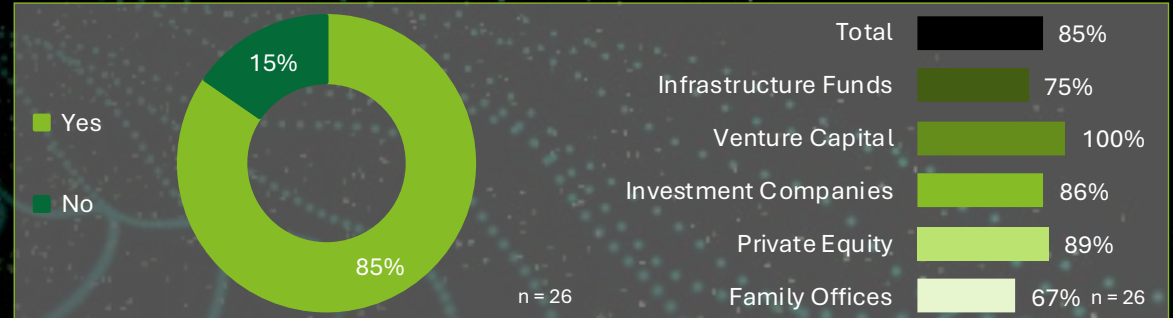 Yes
No
15%
85%
n = 26
Total 85%
Infrastructure Funds 75%
Venture Capital 100%
Investment Companies 86%
Private Equity 89%
Family Offices 67% n = 26